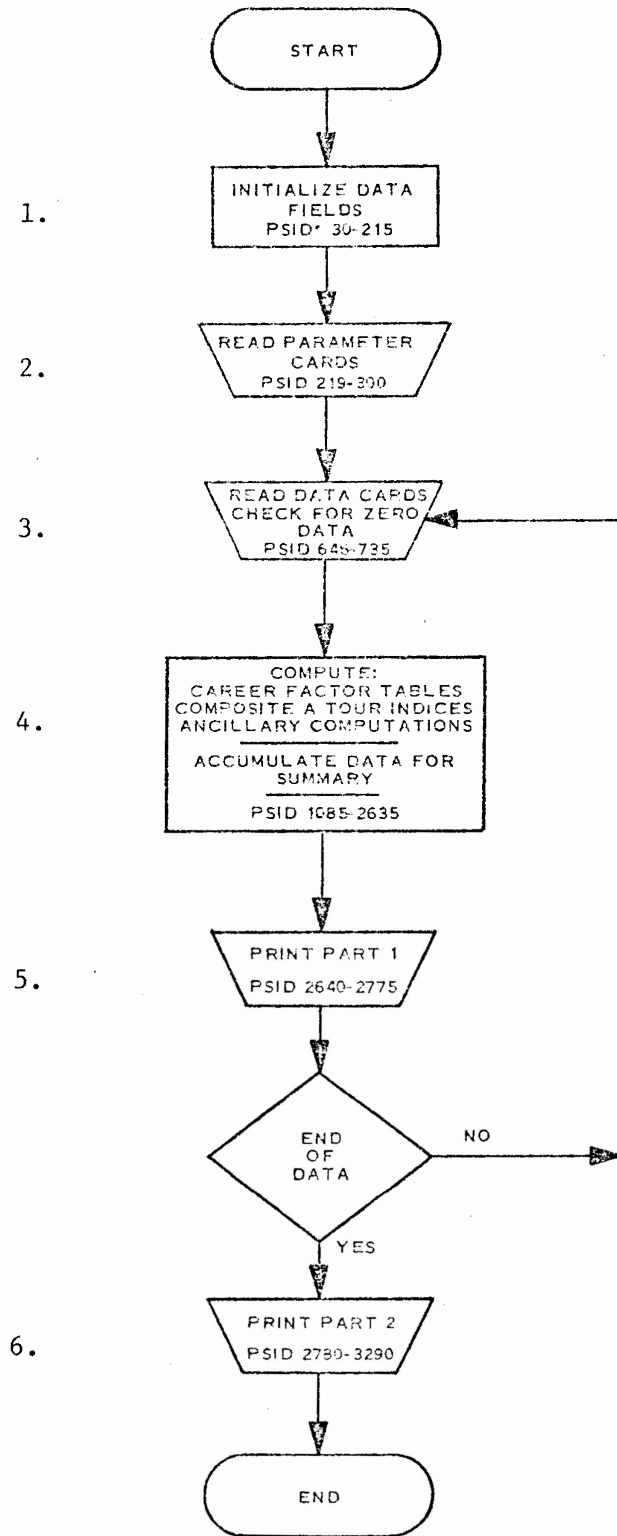 START
1.
INITIALIZE DATA
FIELDS
PSID* 30-215
2.
READ PARAMETER
CARDS
PSID 219-390
3.
READ DATA CARDS
CHECK FOR ZERO
DATA
PSID 645-735
4.
COMPUTE:
CAREER FACTOR TABLES
COMPOSITE A TOUR INDICES
ANCILLARY COMPUTATIONS
ACCUMULATE DATA FOR
SUMMARY
PSID 1085-2635
5.
PRINT PART 1
PSID 2640-2775
END
OF
DATA
NO
YES
6.
PRINT PART 2
PSID 2780-3290
END